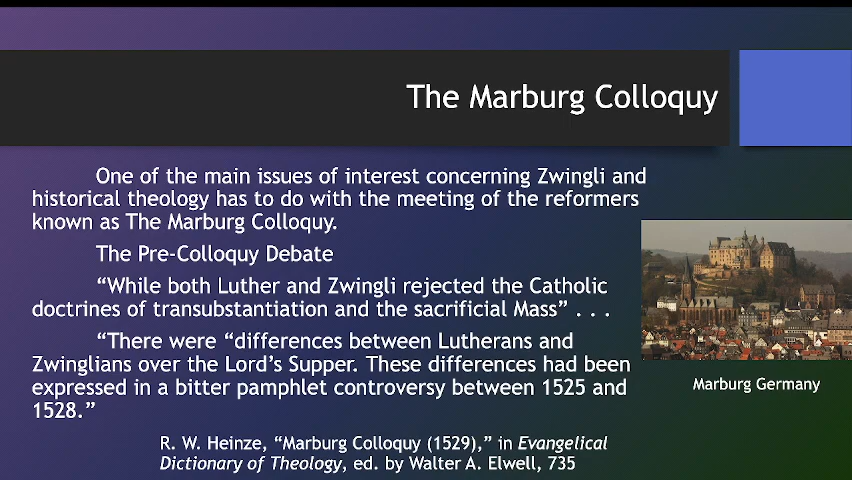 The Marburg Colloquy
One of the main issues of interest concerning Zwingli and
historical theology has to do with the meeting of the reformers
known as The Marburg Colloquy.
The Pre-Colloquy Debate
“While both Luther and Zwingli rejected the Catholic
doctrines of transubstantiation and the sacrificial Mass” . . .
“There were “differences between Lutherans and
Zwinglians over the Lord’s Supper. These differences had been
expressed in a bitter pamphlet controversy between 1525 and
1528.”
Marburg Germany
R. W. Heinze, “Marburg Colloquy (1529),” in Evangelical
Dictionary of Theology, ed. by Walter A. Elwell, 735